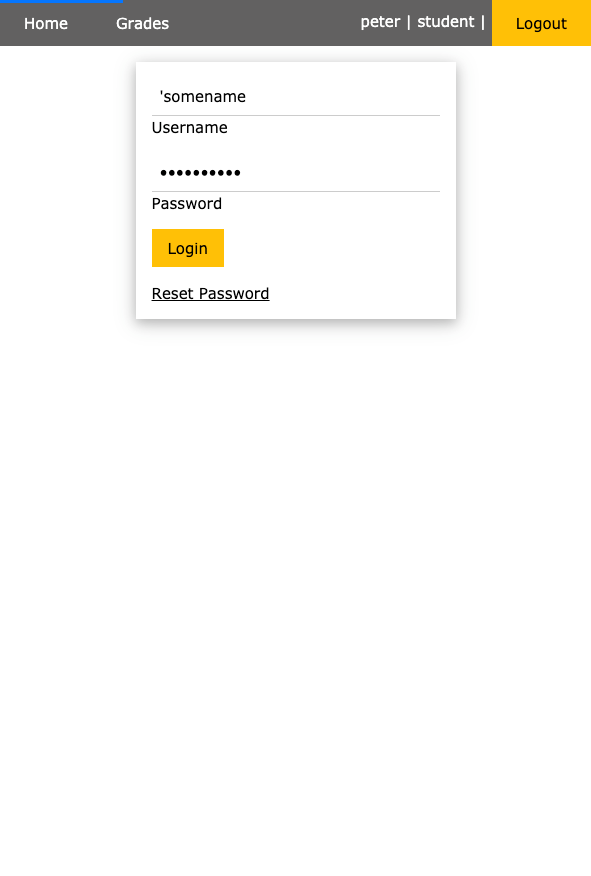 Home Grades peter | student | Logout
'somename
Username
••••••••••
Password
Login
Reset Password